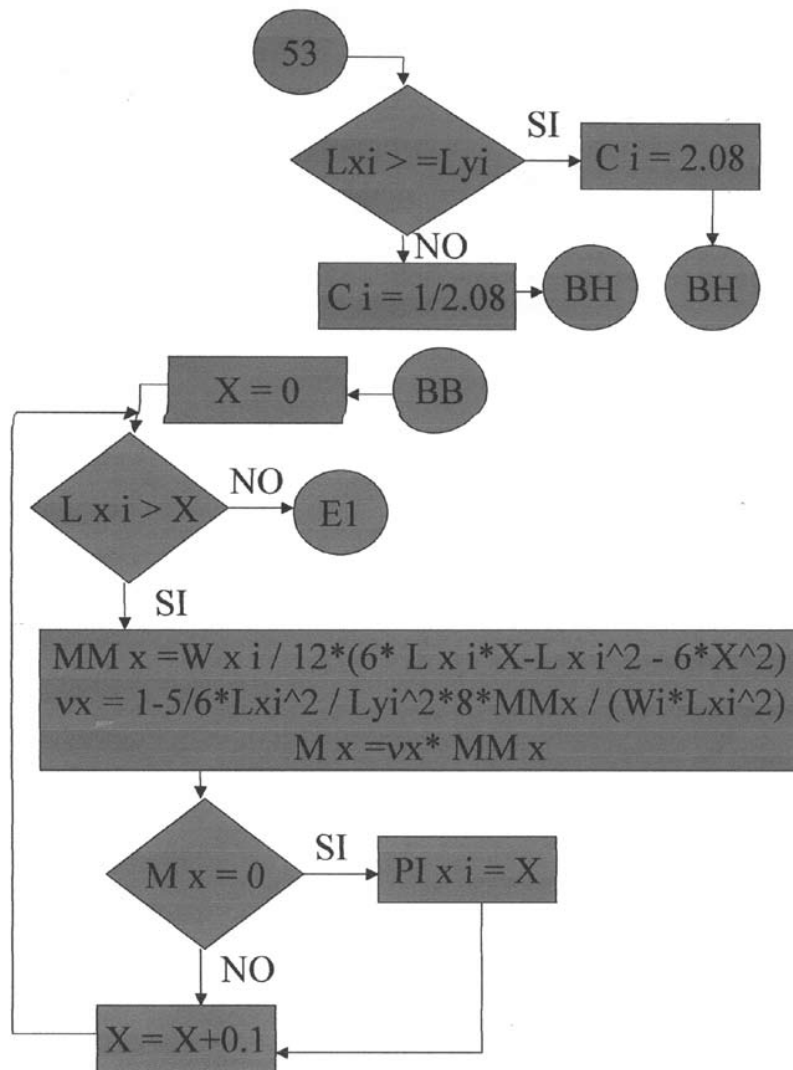 53
Lxi > =Lyi
SI
C i = 2.08
NO
C i = 1/2.08
BH
BH
X = 0
BB
L x i > X
NO
E1
SI
MM x =W x i / 12*(6* L x i*X-L x i^2 - 6*X^2)
νx = 1-5/6*Lxi^2 / Lyi^2*8*MMx / (Wi*Lxi^2)
M x =νx* MM x
M x = 0
SI
PI x i = X
NO
X = X+0.1